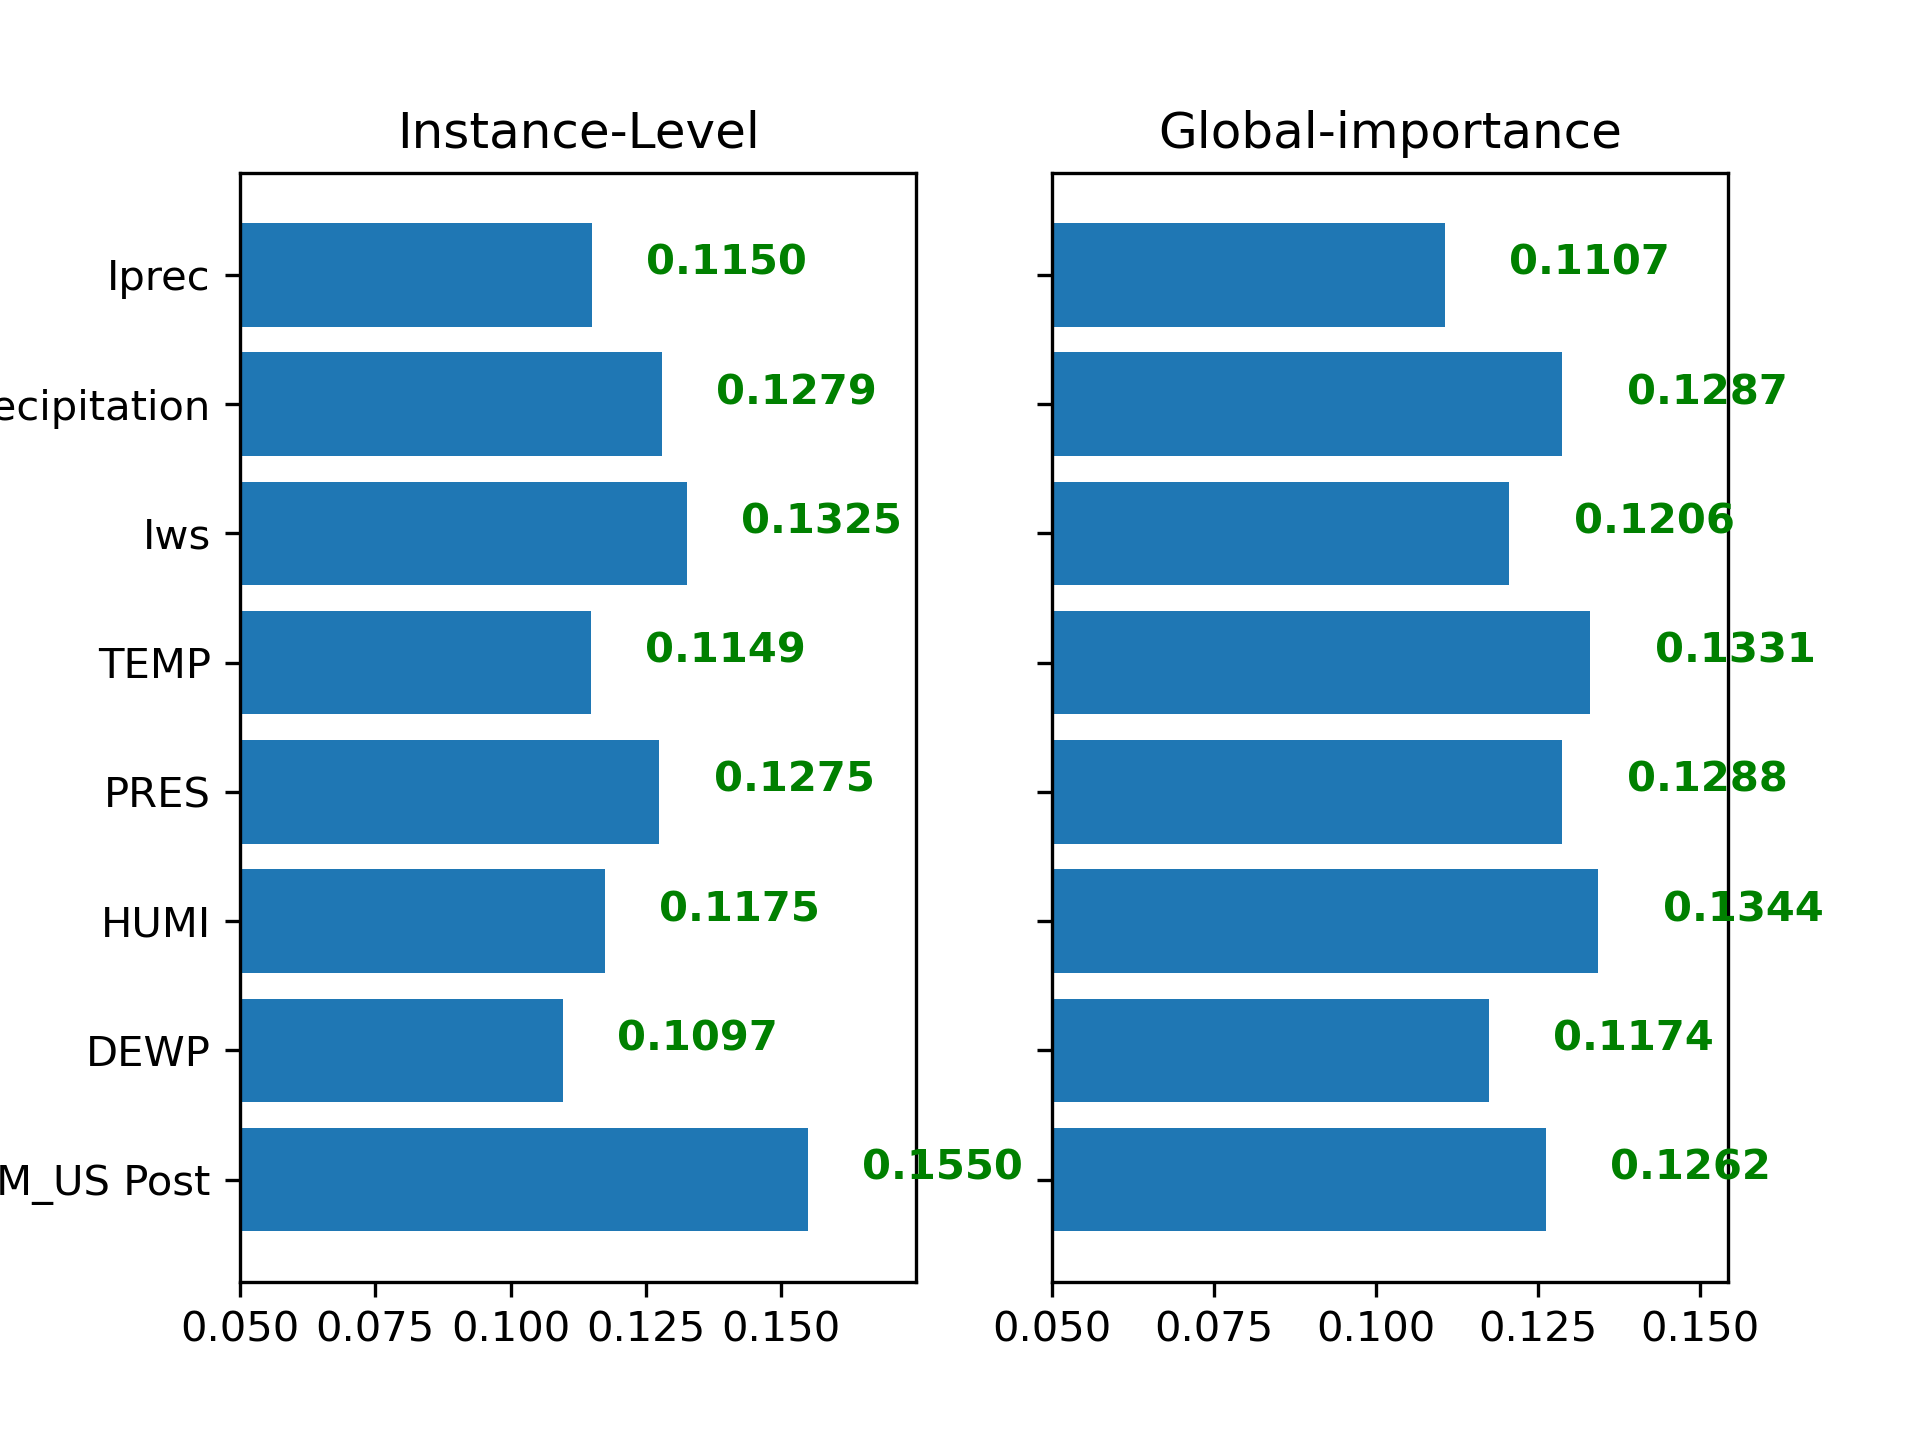 Instance-Level
Global-importance
Iprec 0.1150 0.1107
ecipitation 0.1279 0.1287
Iws 0.1325 0.1206
TEMP 0.1149 0.1331
PRES 0.1275 0.1288
HUMI 0.1175 0.1344
DEWP 0.1097 0.1174
M_US Post 0.1550 0.1262
0.050 0.075 0.100 0.125 0.150
0.050 0.075 0.100 0.125 0.150